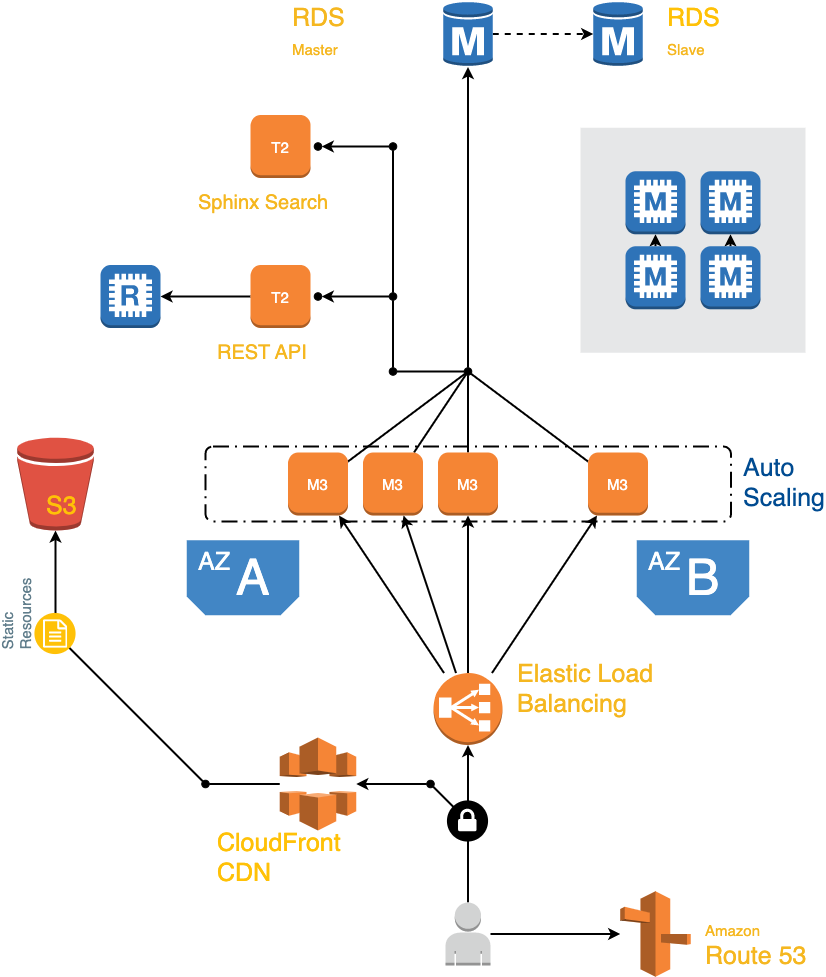 RDS
Master
M
M
RDS
Slave
T2
Sphinx Search
M
M
M
M
R
T2
REST API
Auto
Scaling
M3
M3
M3
M3
S3
AZ A
AZ B
Static
Resources
Elastic Load
Balancing
CloudFront
CDN
Amazon
Route 53